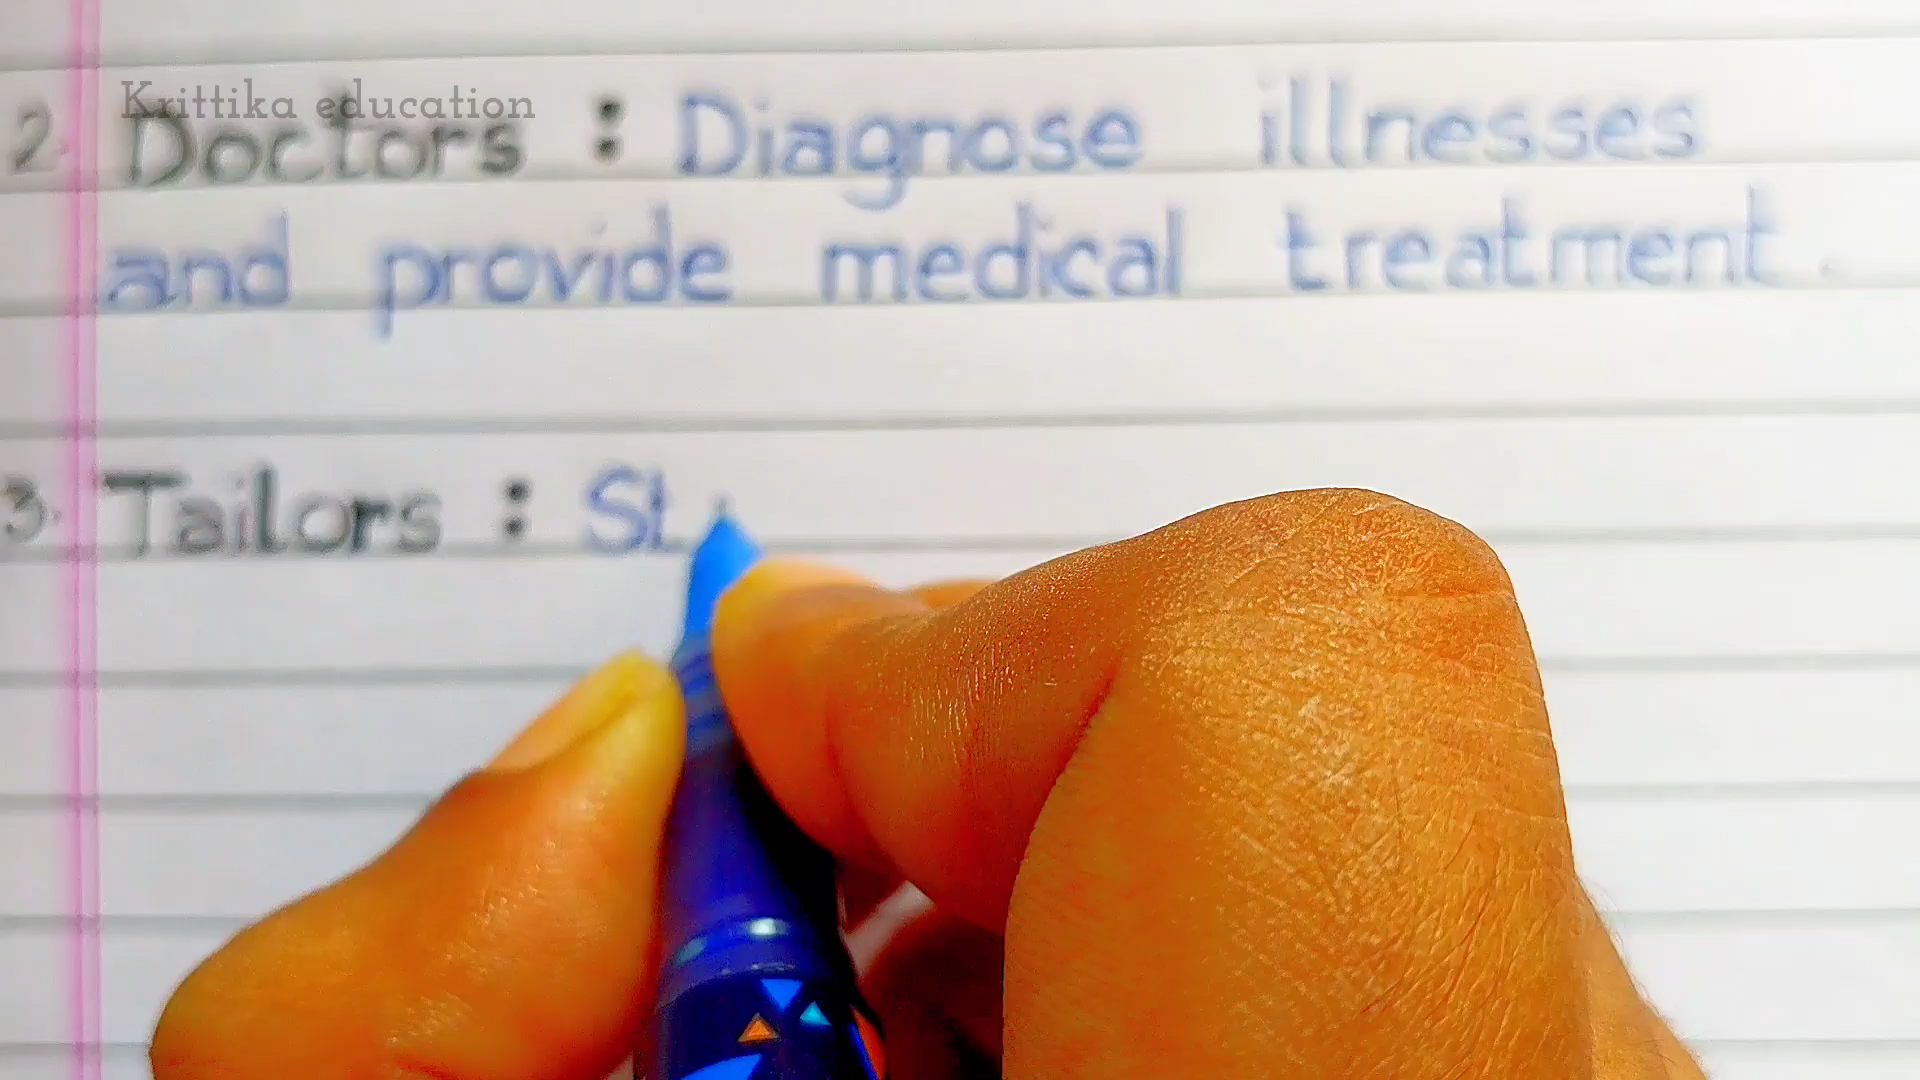 Krittika education
2. Doctors : Diagnose illnesses
and provide medical treatment.
3. Tailors : St